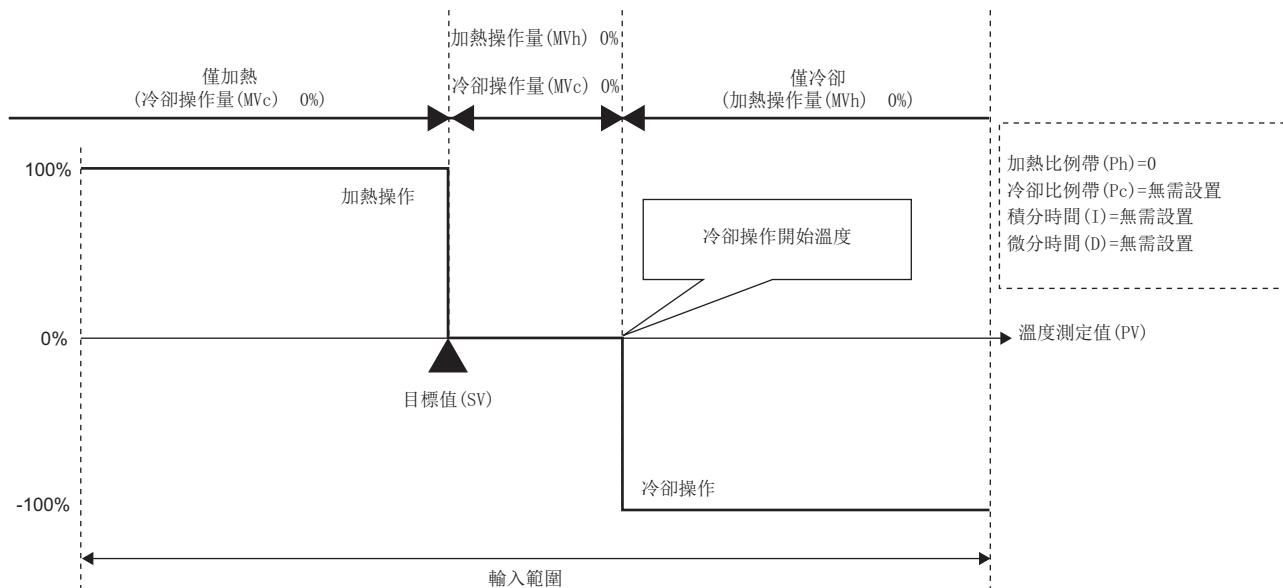 加熱操作量(MVh) 0%
僅加熱
(冷卻操作量(MVc) 0%)
冷卻操作量(MVc) 0%
僅冷卻
(加熱操作量(MVh) 0%)
加熱比例帶(Ph)=0
冷卻比例帶(Pc)=無需設置
積分時間(I)=無需設置
微分時間(D)=無需設置
100%
加熱操作
冷卻操作開始溫度
0%
溫度測定值(PV)
目標值(SV)
冷卻操作
-100%
輸入範圍